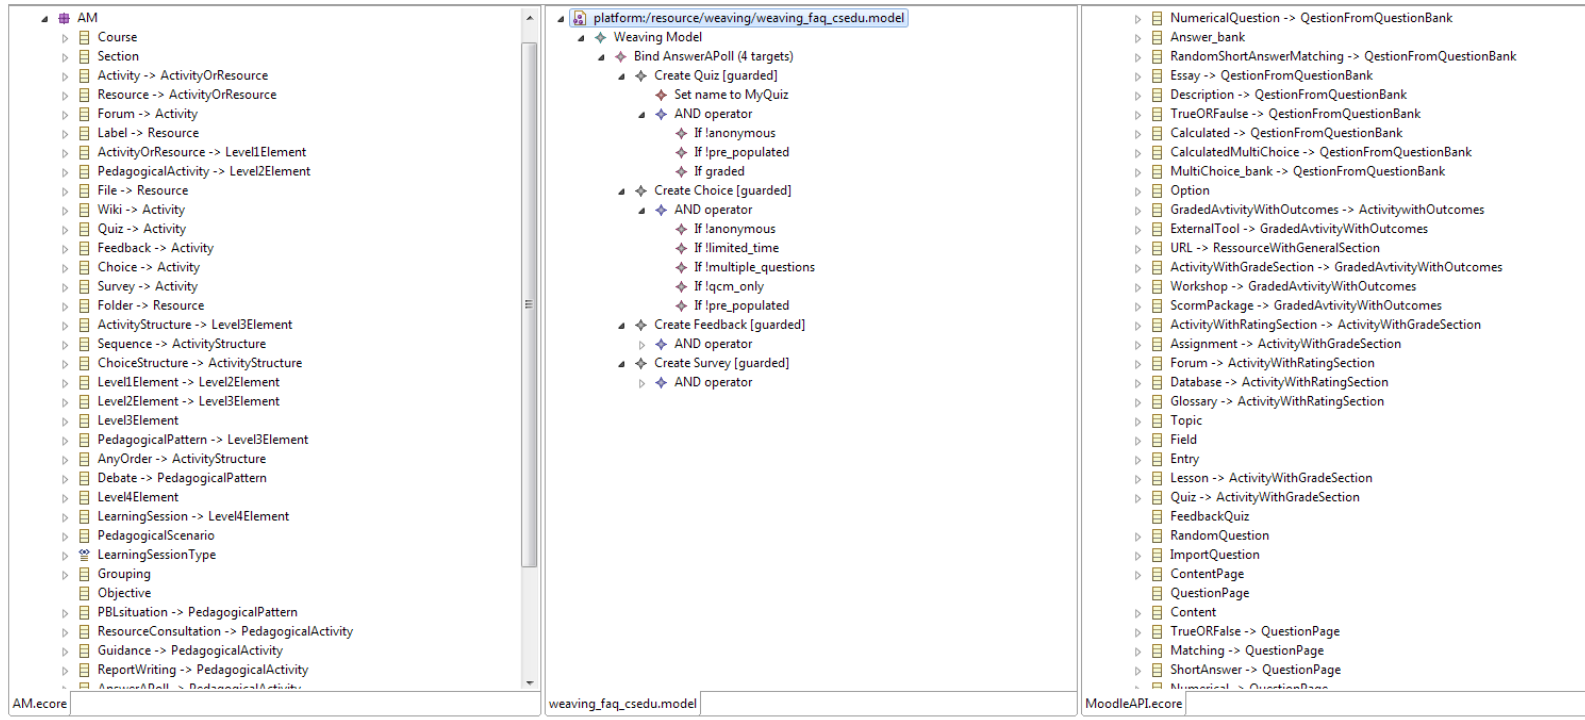 AM
Course
Section
Activity -> ActivityOrResource
Resource -> ActivityOrResource
Forum -> Activity
Label -> Resource
ActivityOrResource -> Level1Element
PedagogicalActivity -> Level2Element
File -> Resource
Wiki -> Activity
Quiz -> Activity
Feedback -> Activity
Choice -> Activity
Survey -> Activity
Folder -> Resource
ActivityStructure -> Level3Element
Sequence -> ActivityStructure
ChoiceStructure -> ActivityStructure
Level1Element -> Level2Element
Level2Element -> Level3Element
Level3Element
PedagogicalPattern -> Level3Element
AnyOrder -> ActivityStructure
Debate -> PedagogicalPattern
Level4Element
LearningSession -> Level4Element
PedagogicalScenario
LearningSessionType
Grouping
Objective
PBLsituation -> PedagogicalPattern
ResourceConsultation -> PedagogicalActivity
Guidance -> PedagogicalActivity
ReportWriting -> PedagogicalActivity
AnswerAPoll -> PedagogicalActivity
AM.ecore
platform:/resource/weaving/weaving_faq_csedu.model
Weaving Model
Bind AnswerAPoll (4 targets)
Create Quiz [guarded]
Set name to MyQuiz
AND operator
If !anonymous
If !pre_populated
If graded
Create Choice [guarded]
AND operator
If !anonymous
If !limited_time
If !multiple_questions
If !qcm_only
If !pre_populated
Create Feedback [guarded]
AND operator
Create Survey [guarded]
AND operator
weaving_faq_csedu.model
NumericalQuestion -> QestionFromQuestionBank
Answer_bank
RandomShortAnswerMatching -> QestionFromQuestionBank
Essay -> QestionFromQuestionBank
Description -> QestionFromQuestionBank
TrueORFaulse -> QestionFromQuestionBank
Calculated -> QestionFromQuestionBank
CalculatedMultiChoice -> QestionFromQuestionBank
MultiChoice_bank -> QestionFromQuestionBank
Option
GradedAvtivityWithOutcomes -> ActivitywithOutcomes
ExternalTool -> GradedAvtivityWithOutcomes
URL -> RessourceWithGeneralSection
ActivityWithGradeSection -> GradedAvtivityWithOutcomes
Workshop -> GradedAvtivityWithOutcomes
ScormPackage -> GradedAvtivityWithOutcomes
ActivityWithRatingSection -> ActivityWithGradeSection
Assignment -> ActivityWithGradeSection
Forum -> ActivityWithRatingSection
Database -> ActivityWithRatingSection
Glossary -> ActivityWithRatingSection
Topic
Field
Entry
Lesson -> ActivityWithGradeSection
Quiz -> ActivityWithGradeSection
FeedbackQuiz
RandomQuestion
ImportQuestion
ContentPage
QuestionPage
Content
TrueORFalse -> QuestionPage
Matching -> QuestionPage
ShortAnswer -> QuestionPage
Numerical -> QuestionPage
MoodleAPI.ecore